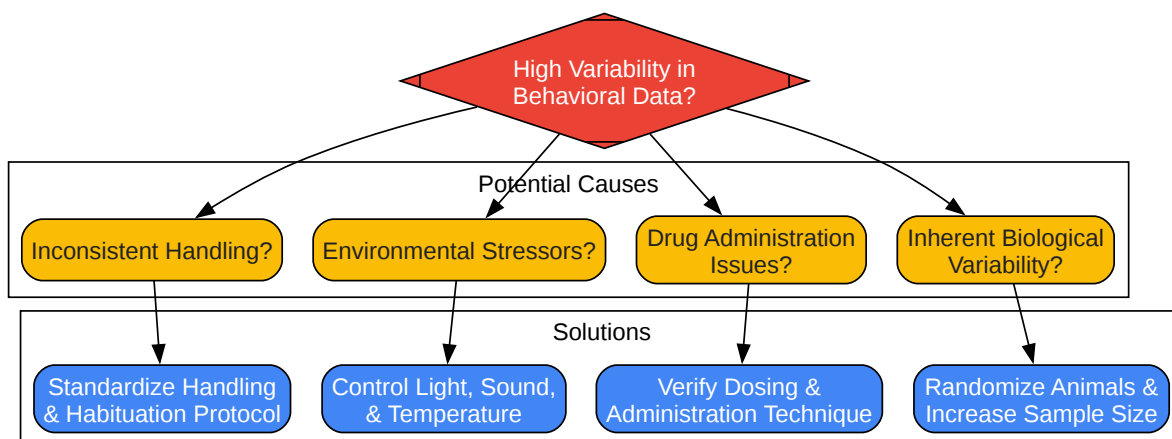 High Variability in
Behavioral Data?
Potential Causes
Inconsistent Handling?
Environmental Stressors?
Drug Administration
Issues?
Inherent Biological
Variability?
Solutions
Standardize Handling
& Habituation Protocol
Control Light, Sound,
& Temperature
Verify Dosing &
Administration Technique
Randomize Animals &
Increase Sample Size